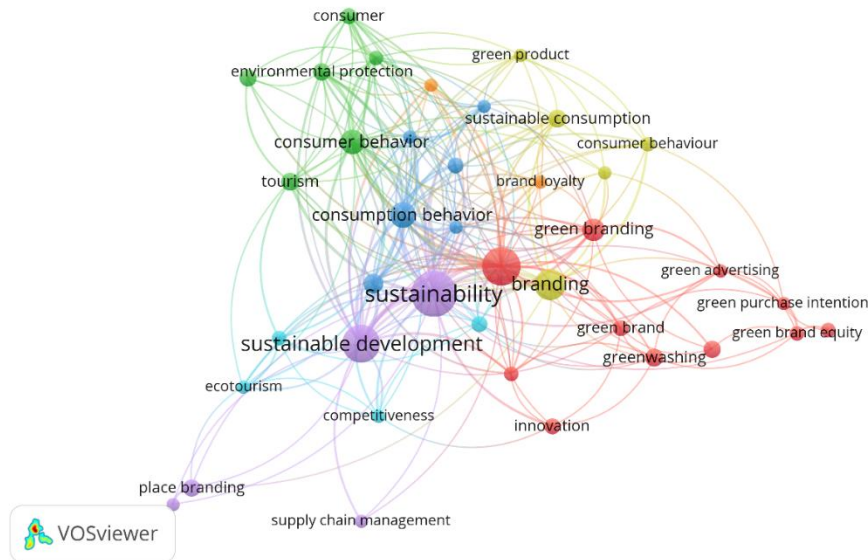 consumer
green product
environmental protection
sustainable consumption
consumer behavior
consumer behaviour
tourism
brand loyalty
consumption behavior
green branding
green advertising
branding
sustainability
green purchase intention
green brand
green brand equity
sustainable development
greenwashing
ecotourism
competitiveness
innovation
place branding
supply chain management
VOSviewer